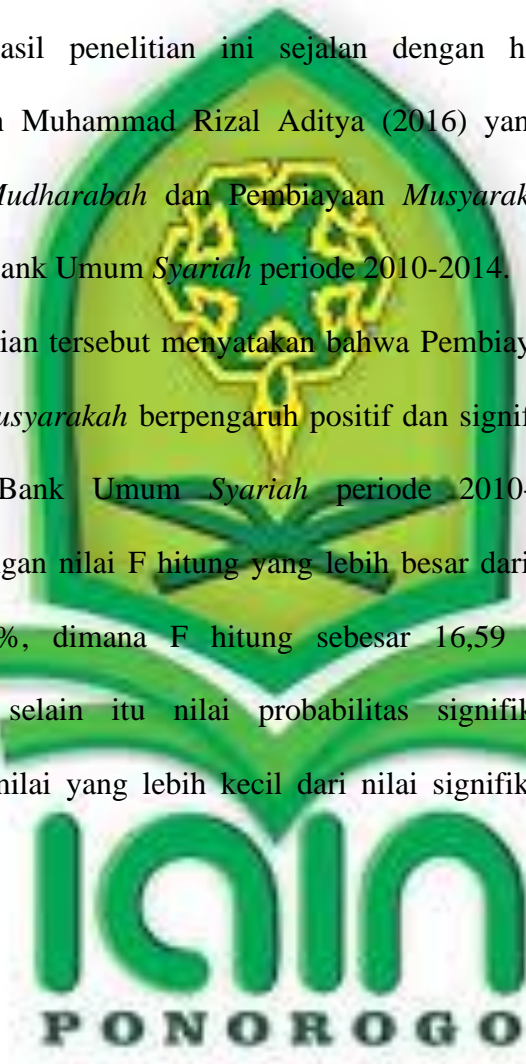 asil penelitian ini sejalan dengan h
n Muhammad Rizal Aditya (2016) yan
Mudharabah dan Pembiayaan Musyarak
ank Umum Syariah periode 2010-2014.
ian tersebut menyatakan bahwa Pembiay
usyarakah berpengaruh positif dan signif
Bank Umum Syariah periode 2010-
gan nilai F hitung yang lebih besar dari
%, dimana F hitung sebesar 16,59
selain itu nilai probabilitas signifik
nilai yang lebih kecil dari nilai signifik
iain
PONOROGO